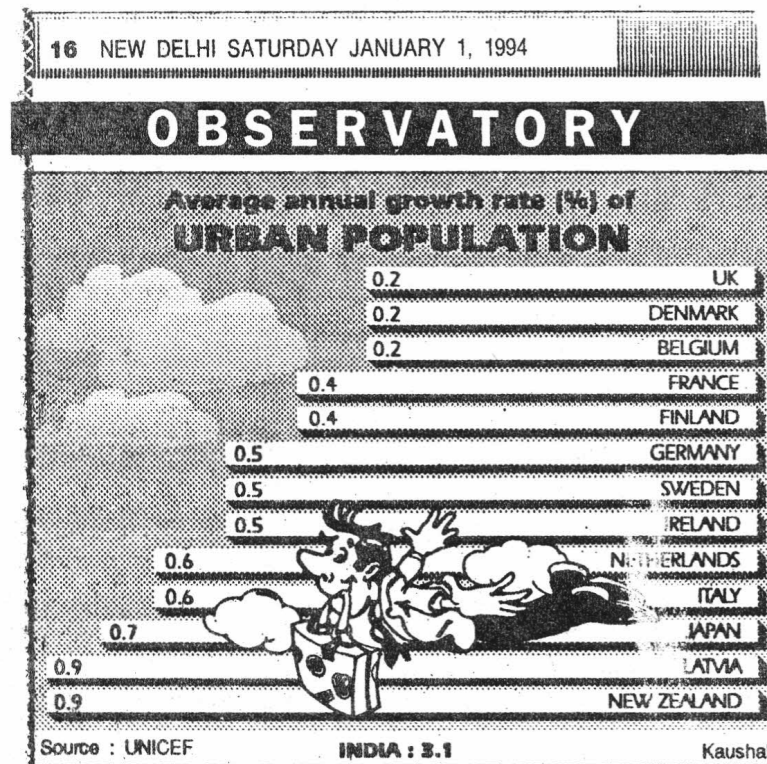 16 NEW DELHI SATURDAY JANUARY 1, 1994
OBSERVATORY
Average annual growth rate (%) of
URBAN POPULATION
0.2 UK
0.2 DENMARK
0.2 BELGIUM
0.4 FRANCE
0.4 FINLAND
0.5 GERMANY
0.5 SWEDEN
0.5 IRELAND
0.6 NETHERLANDS
0.6 ITALY
0.7 JAPAN
0.9 LATVIA
0.9 NEW ZEALAND
Source : UNICEF INDIA : 3.1 Kausha